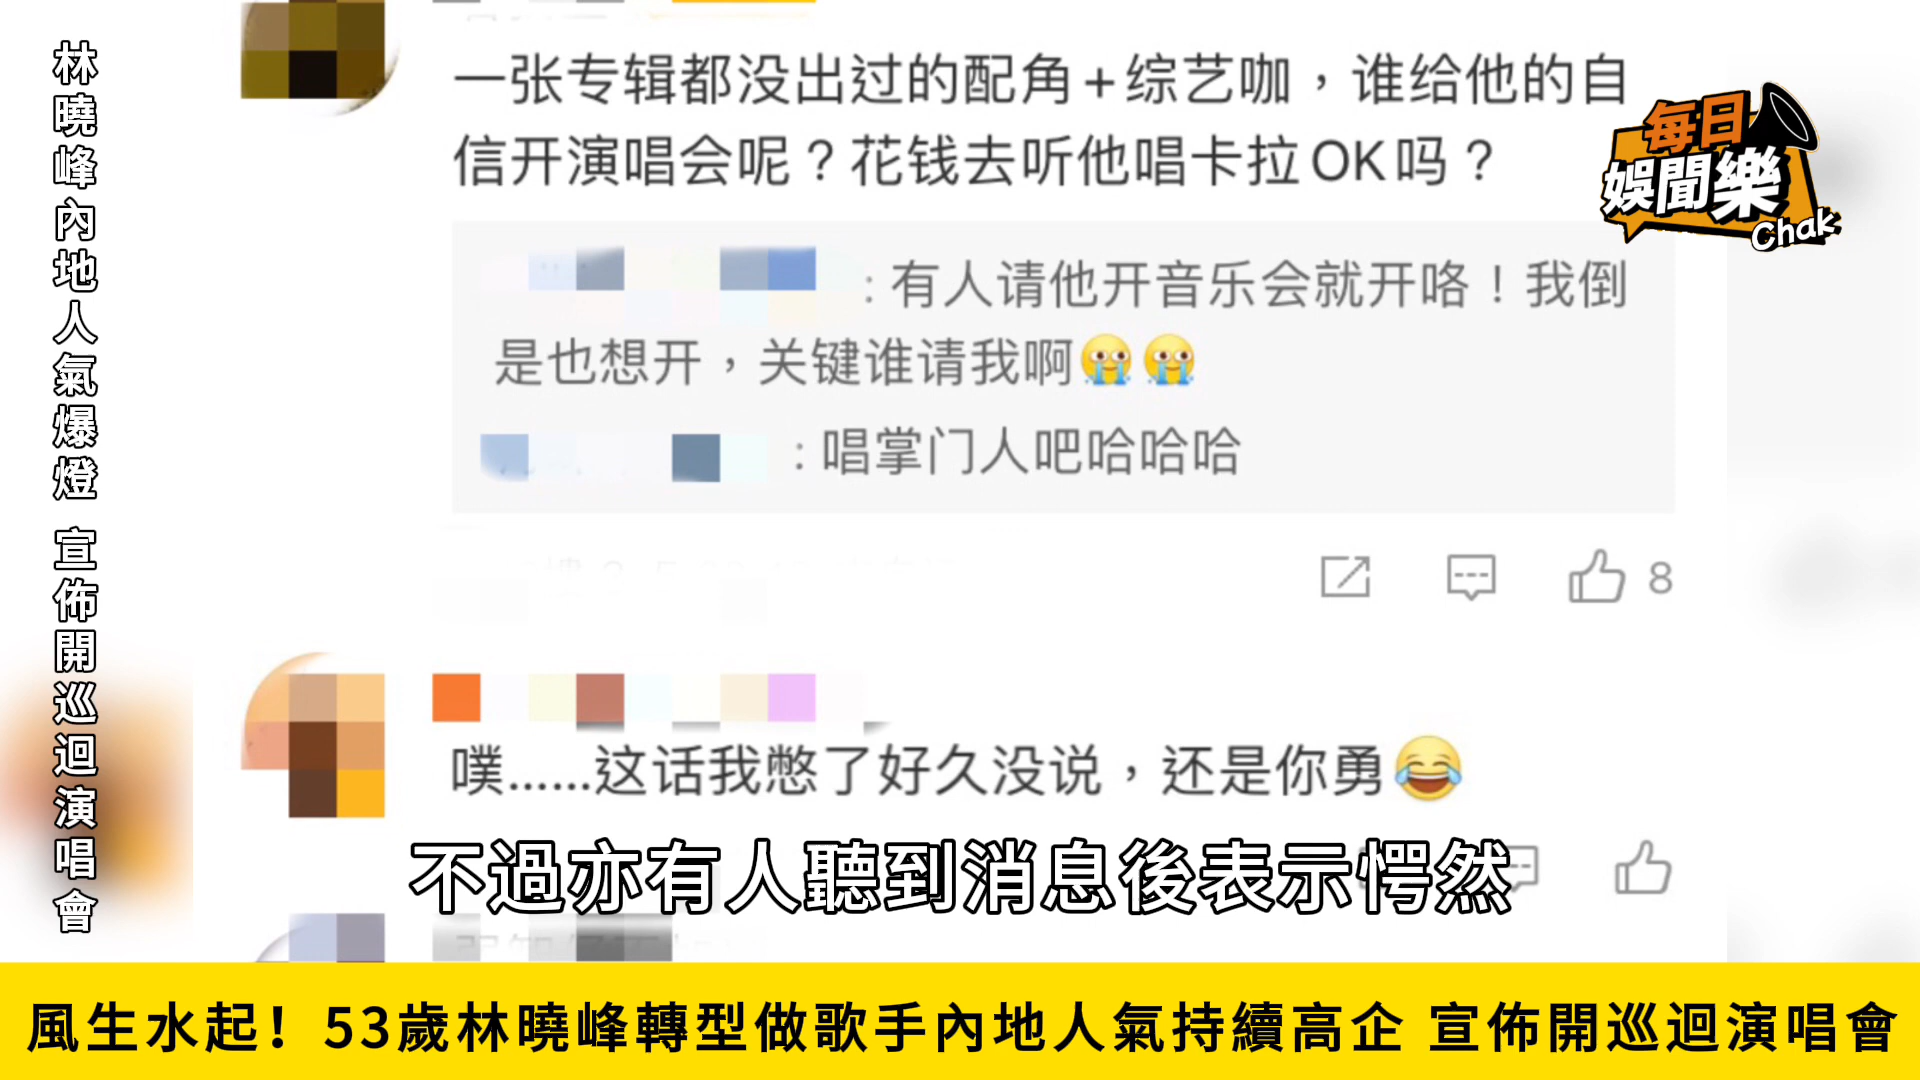 林曉峰內地人氣爆燈 宣佈開巡迴演唱會
一张专辑都没出过的配角+综艺咖，谁给他的自
信开演唱会呢？花钱去听他唱卡拉OK吗？
每日
娛聞樂
Chak
: 有人请他开音乐会就开咯！我倒
是也想开，关键谁请我啊😭😭
: 唱掌门人吧哈哈哈
8
噗......这话我憋了好久没说，还是你勇😂
不過亦有人聽到消息後表示愕然
風生水起！53歲林曉峰轉型做歌手內地人氣持續高企 宣佈開巡迴演唱會